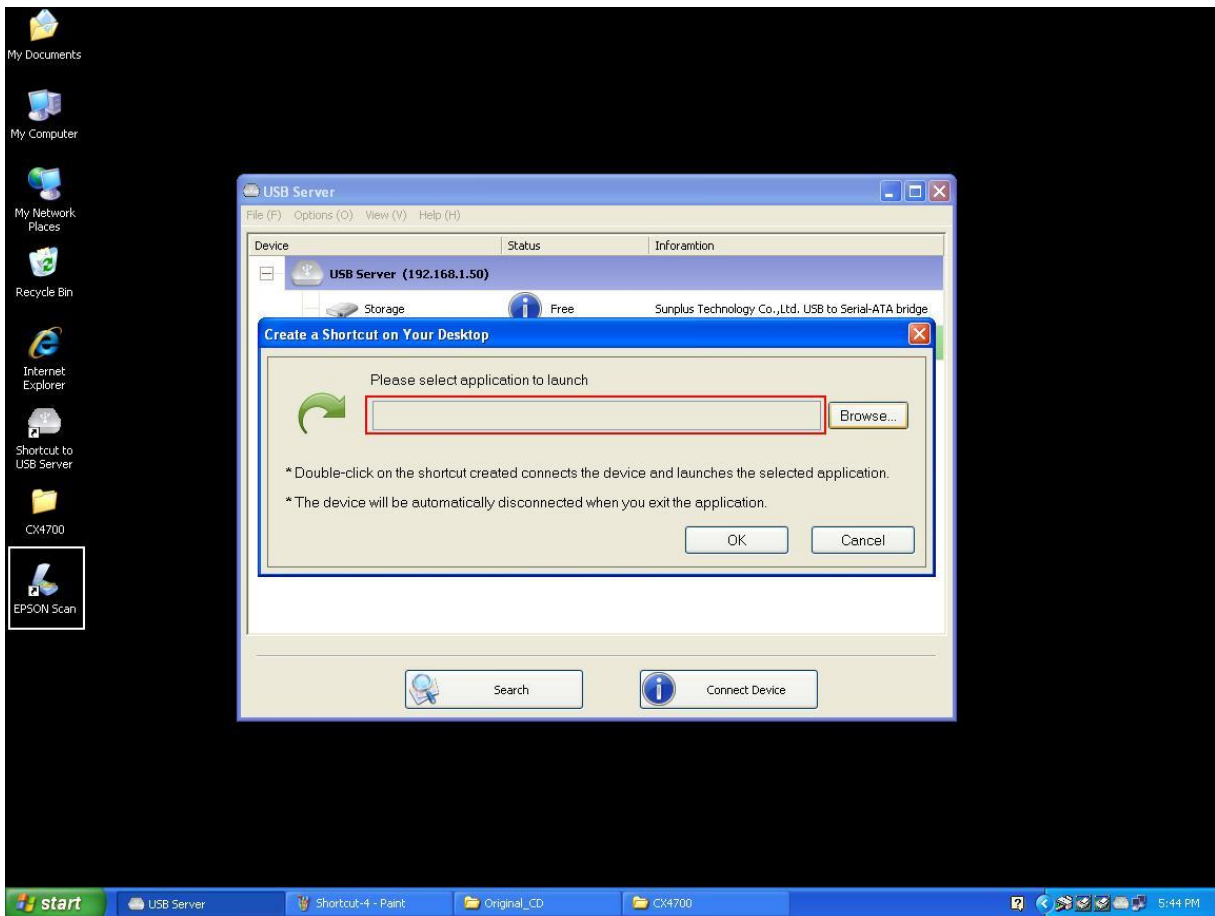 My Documents
My Computer
My Network
Places
Recycle Bin
Internet
Explorer
Shortcut to
USB Server
CX4700
EPSON Scan
USB Server
File (F) Options (O) View (V) Help (H)
Device Status Inforamtion
USB Server (192.168.1.50)
Storage Free Sunplus Technology Co.,Ltd. USB to Serial-ATA bridge
Create a Shortcut on Your Desktop
Please select application to launch
Browse...
* Double-click on the shortcut created connects the device and launches the selected application.
* The device will be automatically disconnected when you exit the application.
OK Cancel
Search Connect Device
start USB Server Shortcut-4 - Paint Original_CD CX4700 5:44 PM